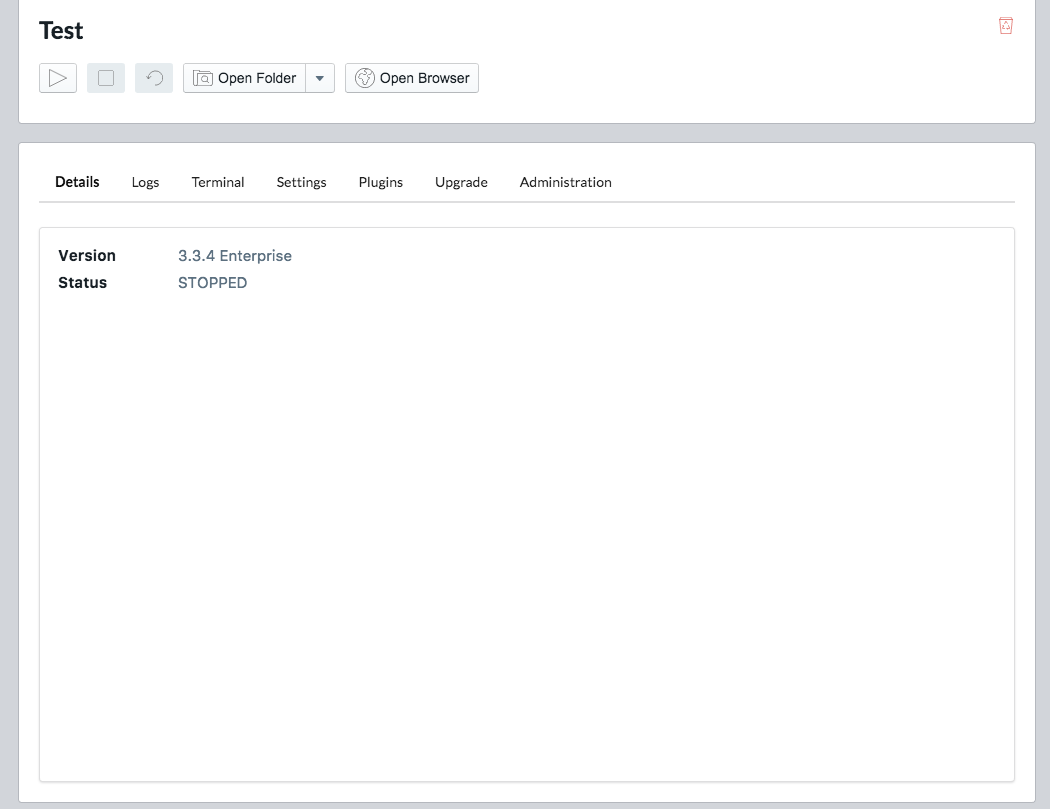 Test
Open Folder Open Browser
Details Logs Terminal Settings Plugins Upgrade Administration
Version 3.3.4 Enterprise
Status STOPPED